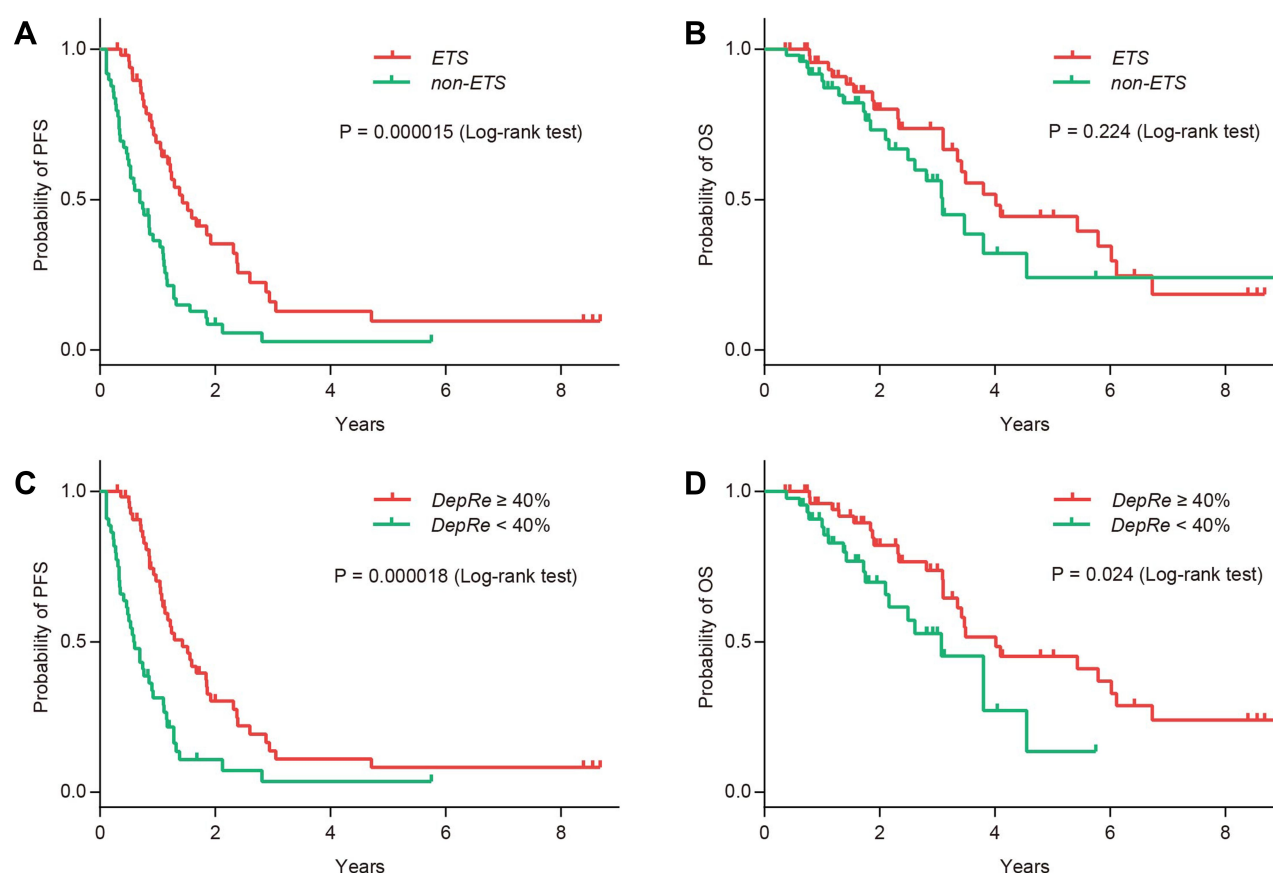 A
Probability of PFS
1.0
0.5
0.0
0 2 4 6 8
Years
ETS
non-ETS
P = 0.000015 (Log-rank test)
B
Probability of OS
1.0
0.5
0.0
0 2 4 6 8
Years
ETS
non-ETS
P = 0.224 (Log-rank test)
C
Probability of PFS
1.0
0.5
0.0
0 2 4 6 8
Years
DepRe ≥ 40%
DepRe < 40%
P = 0.000018 (Log-rank test)
D
Probability of OS
1.0
0.5
0.0
0 2 4 6 8
Years
DepRe ≥ 40%
DepRe < 40%
P = 0.024 (Log-rank test)